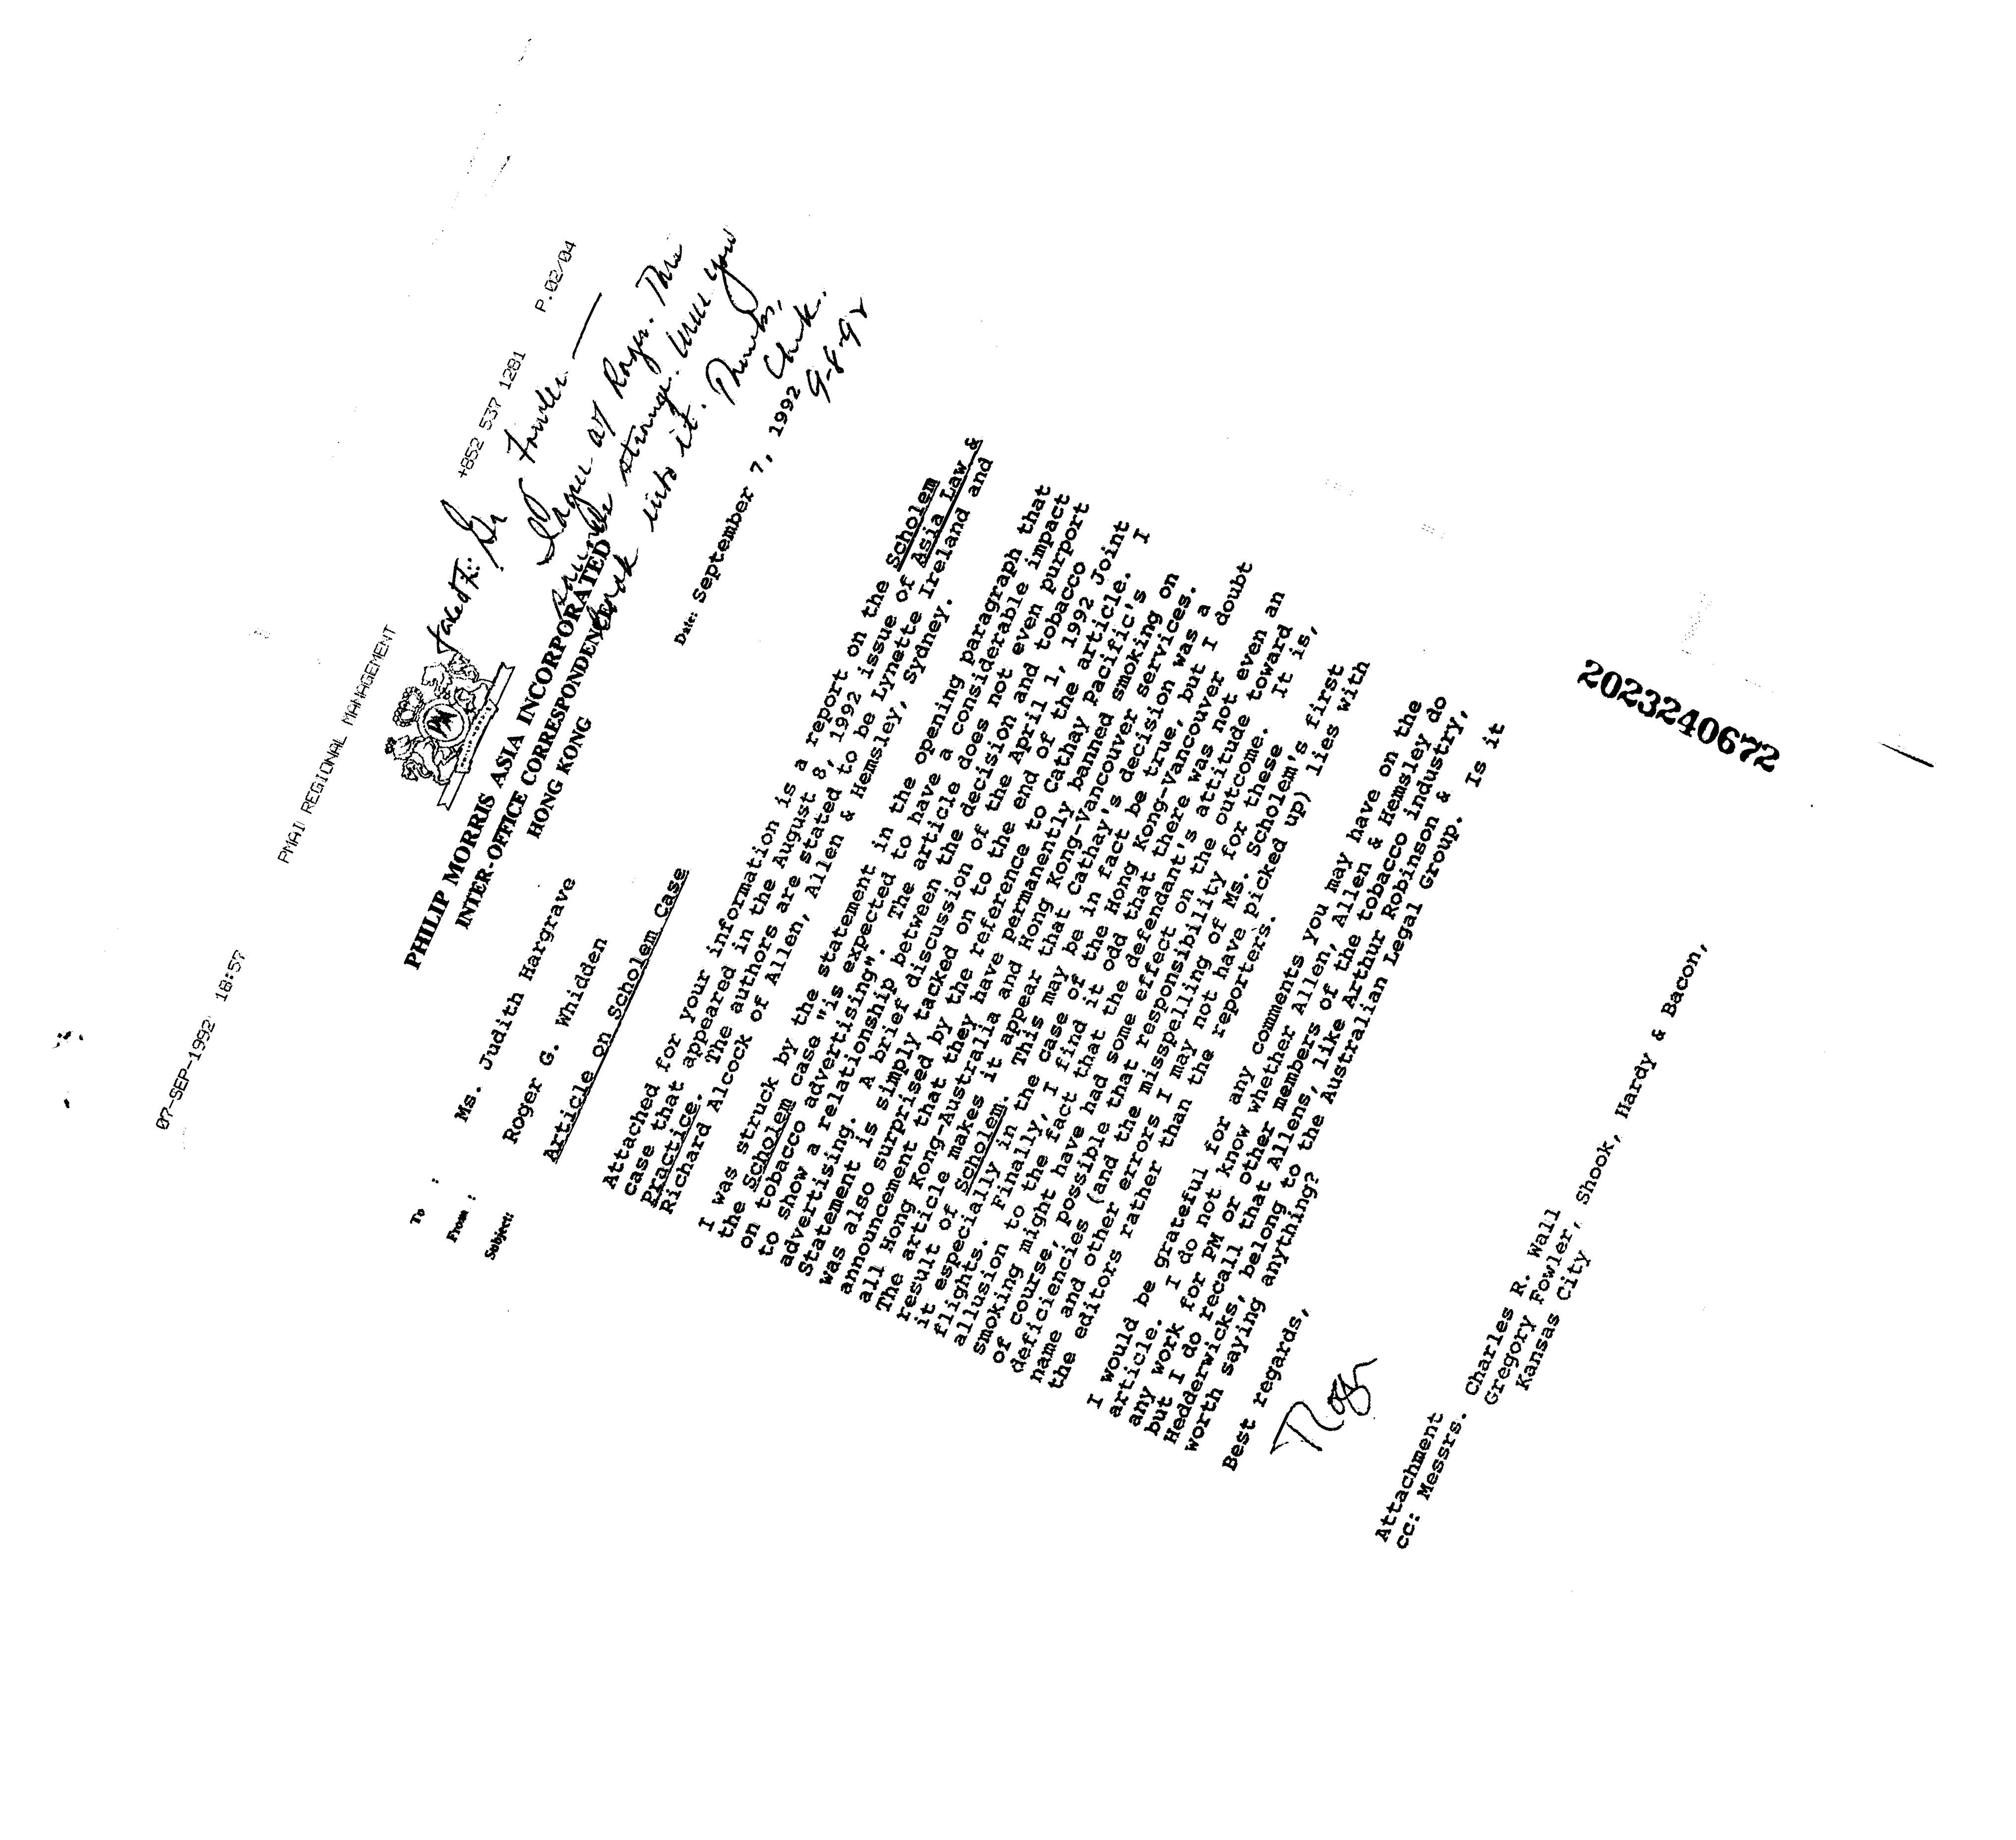 07-SEP-1992 18:57 PMAI REGIONAL MANAGEMENT +852 537 1281 P.02/04
faxed to: Gr Fowler
I agree w/ Roger. This
sounds strange. Will you
look into it. Thanks,
Chuck.
9-8-92
PHILIP MORRIS ASIA INCORPORATED
INTER-OFFICE CORRESPONDENCE
HONG KONG
To : Ms. Judith Hargrave
Date: September 7, 1992
From : Roger G. Whidden
Subject: Article on Scholem Case
Attached for your information is a report on the Scholem
case that appeared in the August 8, 1992 issue of Asia Law &
Practice. The authors are stated to be Lynette Ireland and
Richard Alcock of Allen, Allen & Hemsley, Sydney.
I was struck by the statement in the opening paragraph that
the Scholem case "is expected to have a considerable impact
on tobacco advertising". The article does not even purport
to show a relationship between the decision and tobacco
advertising. A brief discussion of the April 1, 1992 Joint
Statement is simply tacked on to the end of the article. I
was also surprised by the reference to Cathay Pacific's
announcement that they have permanently banned smoking on
all Hong Kong-Australia and Hong Kong-Vancouver services.
The article makes it appear that Cathay's decision was a
result of Scholem. This may be in fact be true, but I doubt
it especially in the case of the Hong Kong-Vancouver
flights. Finally, I find it odd that there was not even an
allusion to the fact that the defendant's attitude toward
smoking might have had some effect on the outcome. It is,
of course, possible that responsibility for these
deficiencies (and the misspelling of Ms. Scholem's first
name and other errors I may not have picked up) lies with
the editors rather than the reporters.
I would be grateful for any comments you may have on the
article. I do not know whether Allen, Allen & Hemsley do
any work for PM or other members of the tobacco industry,
but I do recall that Allens, like Arthur Robinson &
Hedderwicks, belong to the Australian Legal Group. Is it
worth saying anything?
Best regards,
Roger
Attachment
cc: Messrs. Charles R. Wall
Gregory Fowler, Shook, Hardy & Bacon,
Kansas City
2023240672